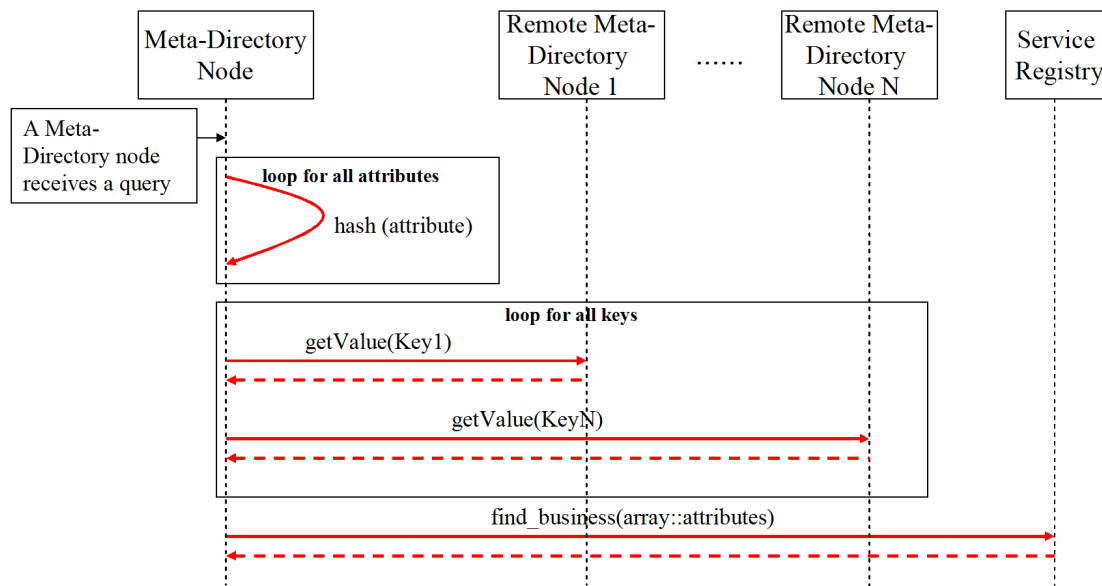 Meta-Directory
Node
Remote Meta-
Directory
Node 1
......
Remote Meta-
Directory
Node N
Service
Registry
A Meta-
Directory node
receives a query
loop for all attributes
hash (attribute)
loop for all keys
getValue(Key1)
getValue(KeyN)
find_business(array::attributes)